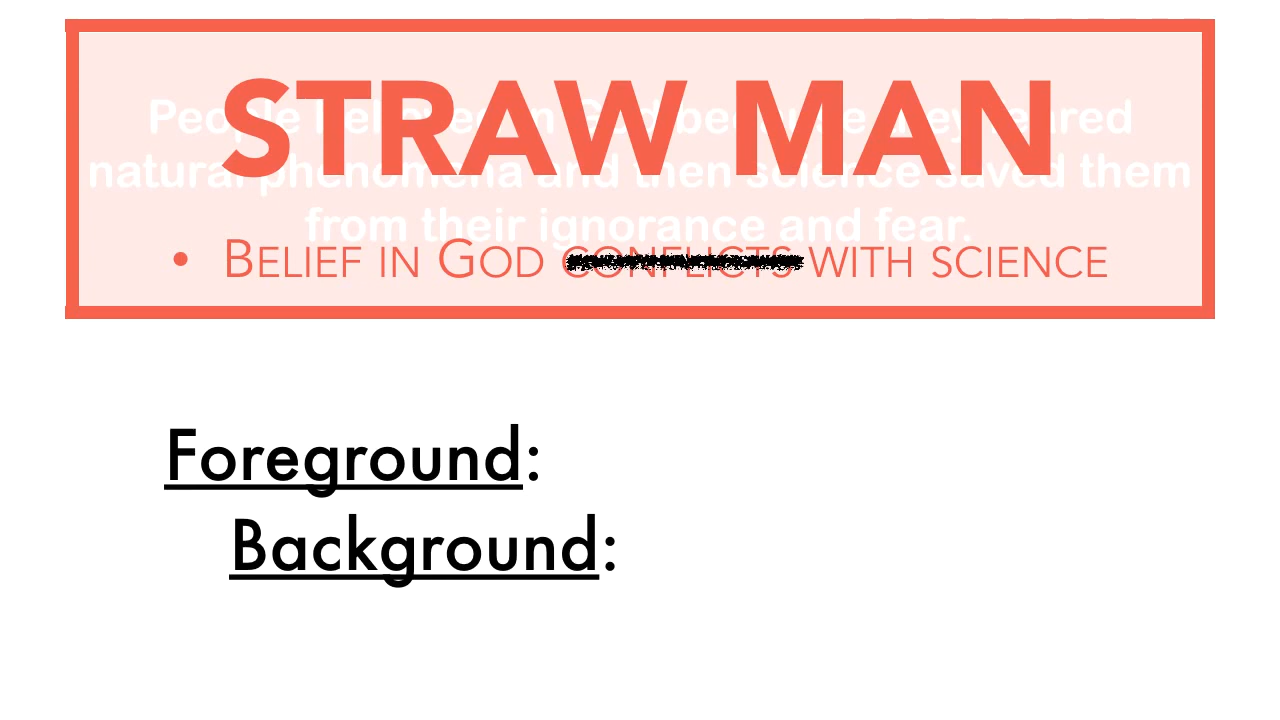 STRAW MAN
People believed in God because they feared
natural phenomena and then science saved them
from their ignorance and fear.
• BELIEF IN GOD CONFLICTS WITH SCIENCE
Foreground:
Background: